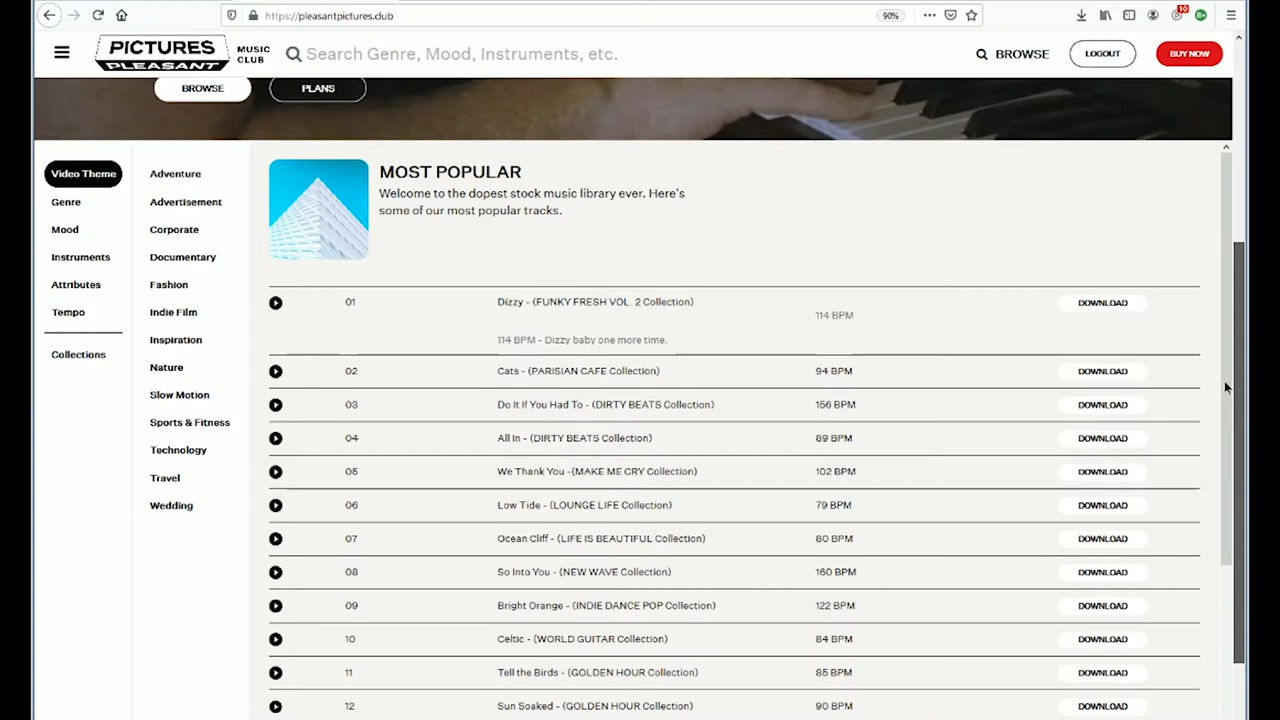 https://pleasantpictures.club
90%
10
PICTURES
PLEASANT
MUSIC
CLUB
Search Genre, Mood, Instruments, etc.
BROWSE
LOGOUT
BUY NOW
BROWSE
PLANS
Video Theme
Genre
Mood
Instruments
Attributes
Tempo
Collections
Adventure
Advertisement
Corporate
Documentary
Fashion
Indie Film
Inspiration
Nature
Slow Motion
Sports & Fitness
Technology
Travel
Wedding
MOST POPULAR
Welcome to the dopest stock music library ever. Here's
some of our most popular tracks.
01 Dizzy - (FUNKY FRESH VOL. 2 Collection) 114 BPM DOWNLOAD
114 BPM - Dizzy baby one more time.
02 Cats - (PARISIAN CAFE Collection) 94 BPM DOWNLOAD
03 Do It If You Had To - (DIRTY BEATS Collection) 156 BPM DOWNLOAD
04 All In - (DIRTY BEATS Collection) 89 BPM DOWNLOAD
05 We Thank You -(MAKE ME CRY Collection) 102 BPM DOWNLOAD
06 Low Tide - (LOUNGE LIFE Collection) 79 BPM DOWNLOAD
07 Ocean Cliff - (LIFE IS BEAUTIFUL Collection) 80 BPM DOWNLOAD
08 So Into You - (NEW WAVE Collection) 160 BPM DOWNLOAD
09 Bright Orange - (INDIE DANCE POP Collection) 122 BPM DOWNLOAD
10 Celtic - (WORLD GUITAR Collection) 84 BPM DOWNLOAD
11 Tell the Birds - (GOLDEN HOUR Collection) 85 BPM DOWNLOAD
12 Sun Soaked - (GOLDEN HOUR Collection) 90 BPM DOWNLOAD